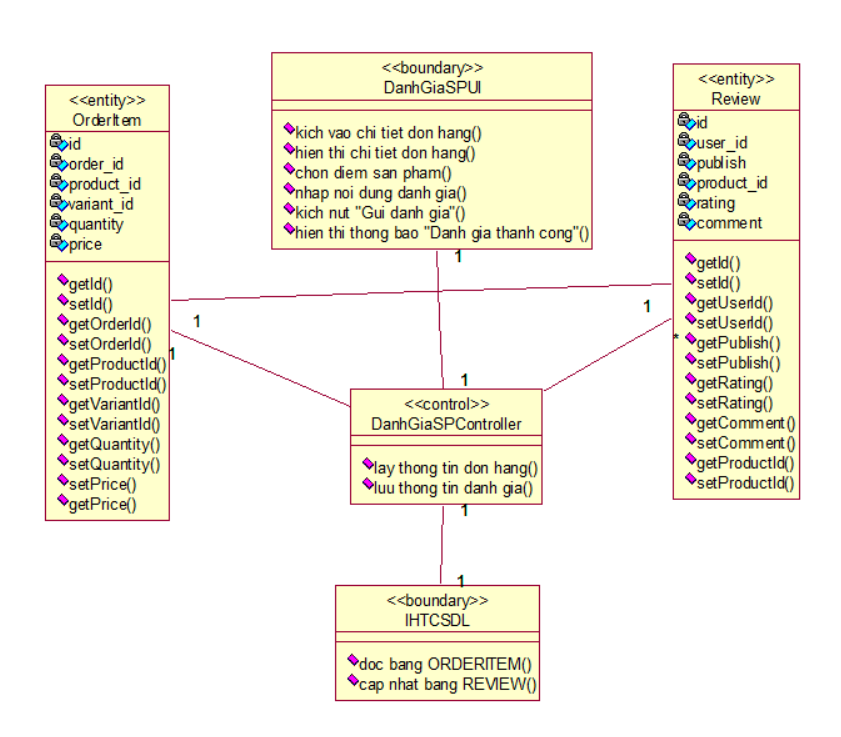 <<entity>>
OrderItem
id
order_id
product_id
variant_id
quantity
price
getId()
setId()
getOrderId()
setOrderId()
getProductId()
setProductId()
getVariantId()
setVariantId()
getQuantity()
setQuantity()
setPrice()
getPrice()
<<boundary>>
DanhGiaSPUI
kich vao chi tiet don hang()
hien thi chi tiet don hang()
chon diem san pham()
nhap noi dung danh gia()
kich nut "Gui danh gia"()
hien thi thong bao "Danh gia thanh cong"()
<<entity>>
Review
id
user_id
publish
product_id
rating
comment
getId()
setId()
getUserId()
setUserId()
getPublish()
setPublish()
getRating()
setRating()
getComment()
setComment()
getProductId()
setProductId()
1
1
1
1
*
1
<<control>>
DanhGiaSPController
lay thong tin don hang()
luu thong tin danh gia()
1
1
<<boundary>>
IHTCSDL
doc bang ORDERITEM()
cap nhat bang REVIEW()